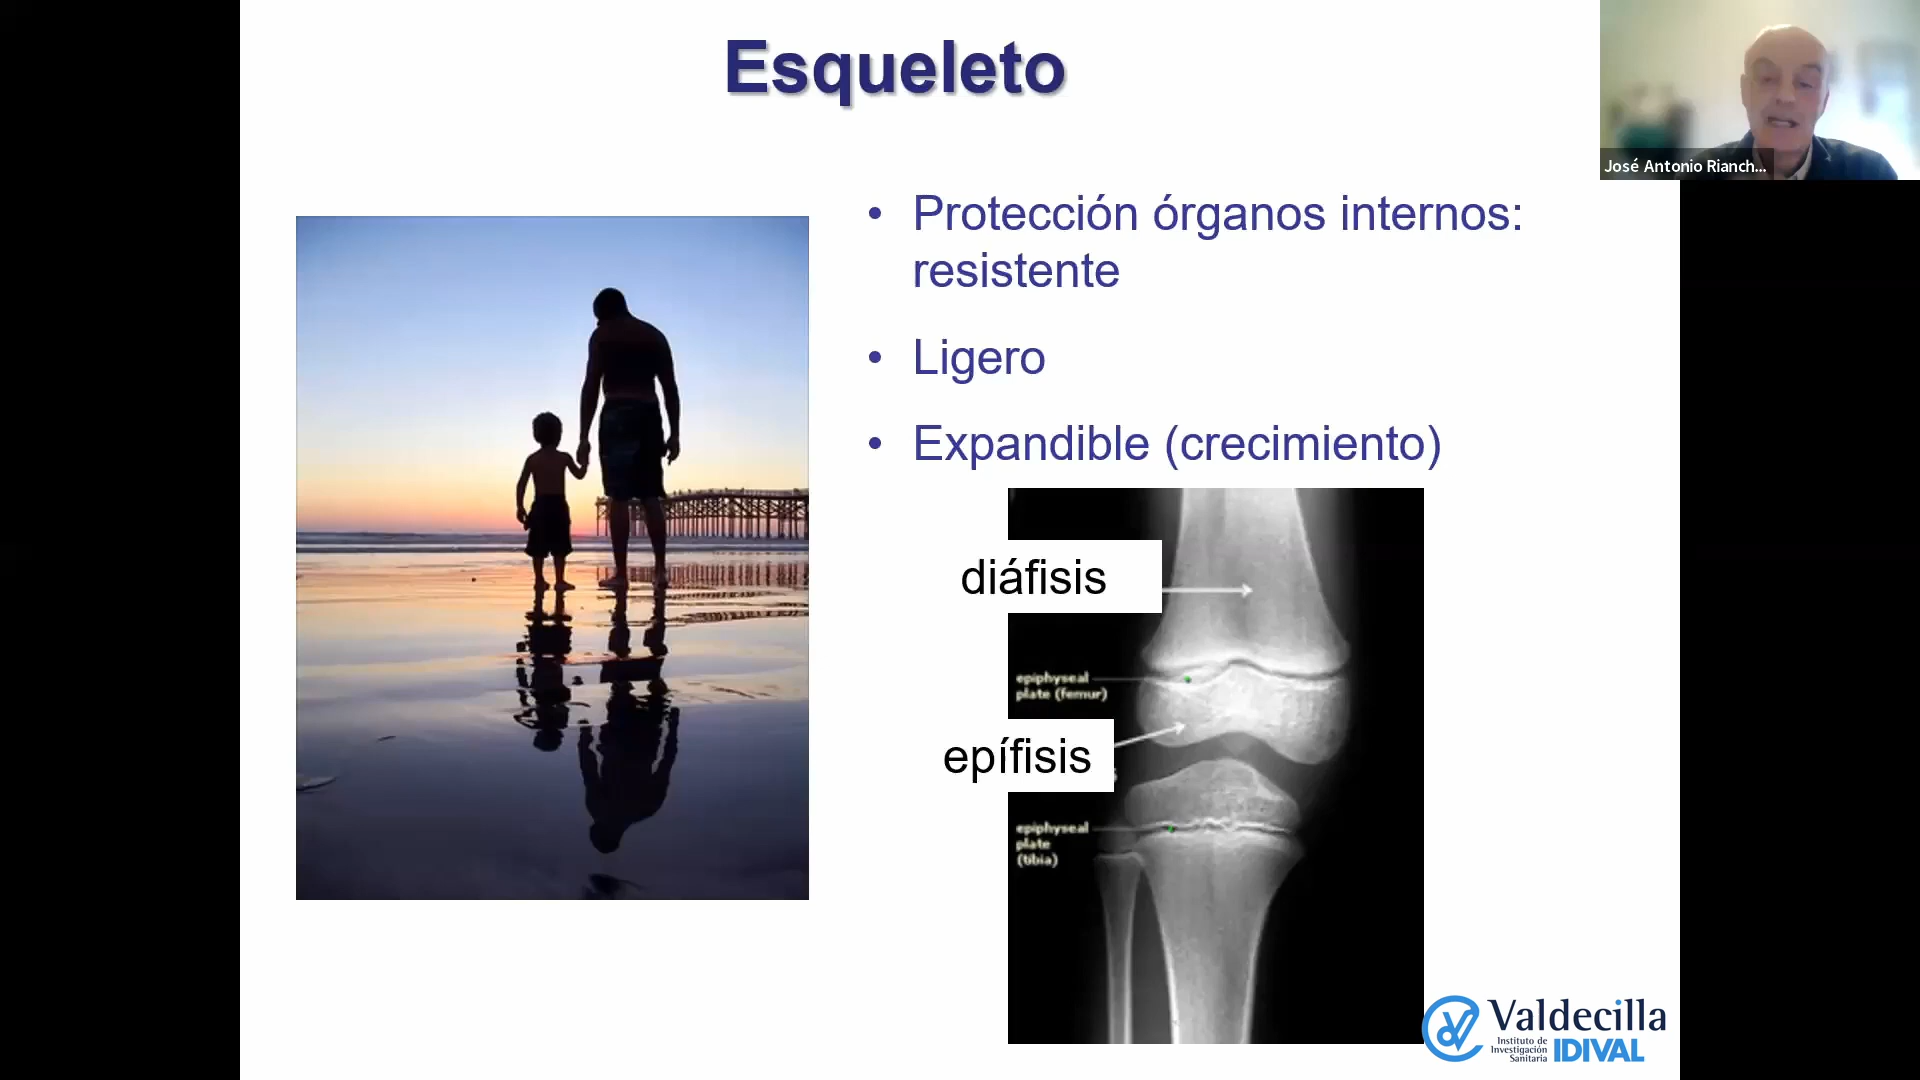 Esqueleto
José Antonio Rianch...
• Protección órganos internos:
resistente
• Ligero
• Expandible (crecimiento)
diáfisis
epiphyseal
plate (femur)
epífisis
epiphyseal
plate
(tibia)
Valdecilla
Instituto de
Investigación
Sanitaria
IDIVAL